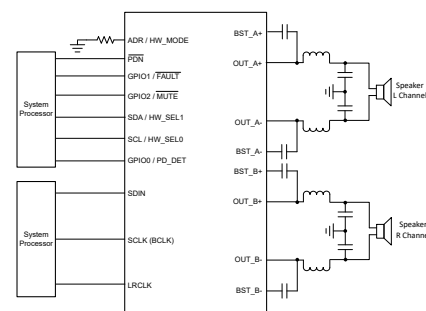 ADR / HW_MODE
PDN
GPIO1 / FAULT
GPIO2 / MUTE
SDA / HW_SEL1
SCL / HW_SEL0
GPIO0 / PD_DET
System
Processor
SDIN
SCLK (BCLK)
LRCLK
System
Processor
BST_A+
OUT_A+
OUT_A-
BST_A-
BST_B+
OUT_B+
OUT_B-
BST_B-
Speaker
L Channel
Speaker
R Channe